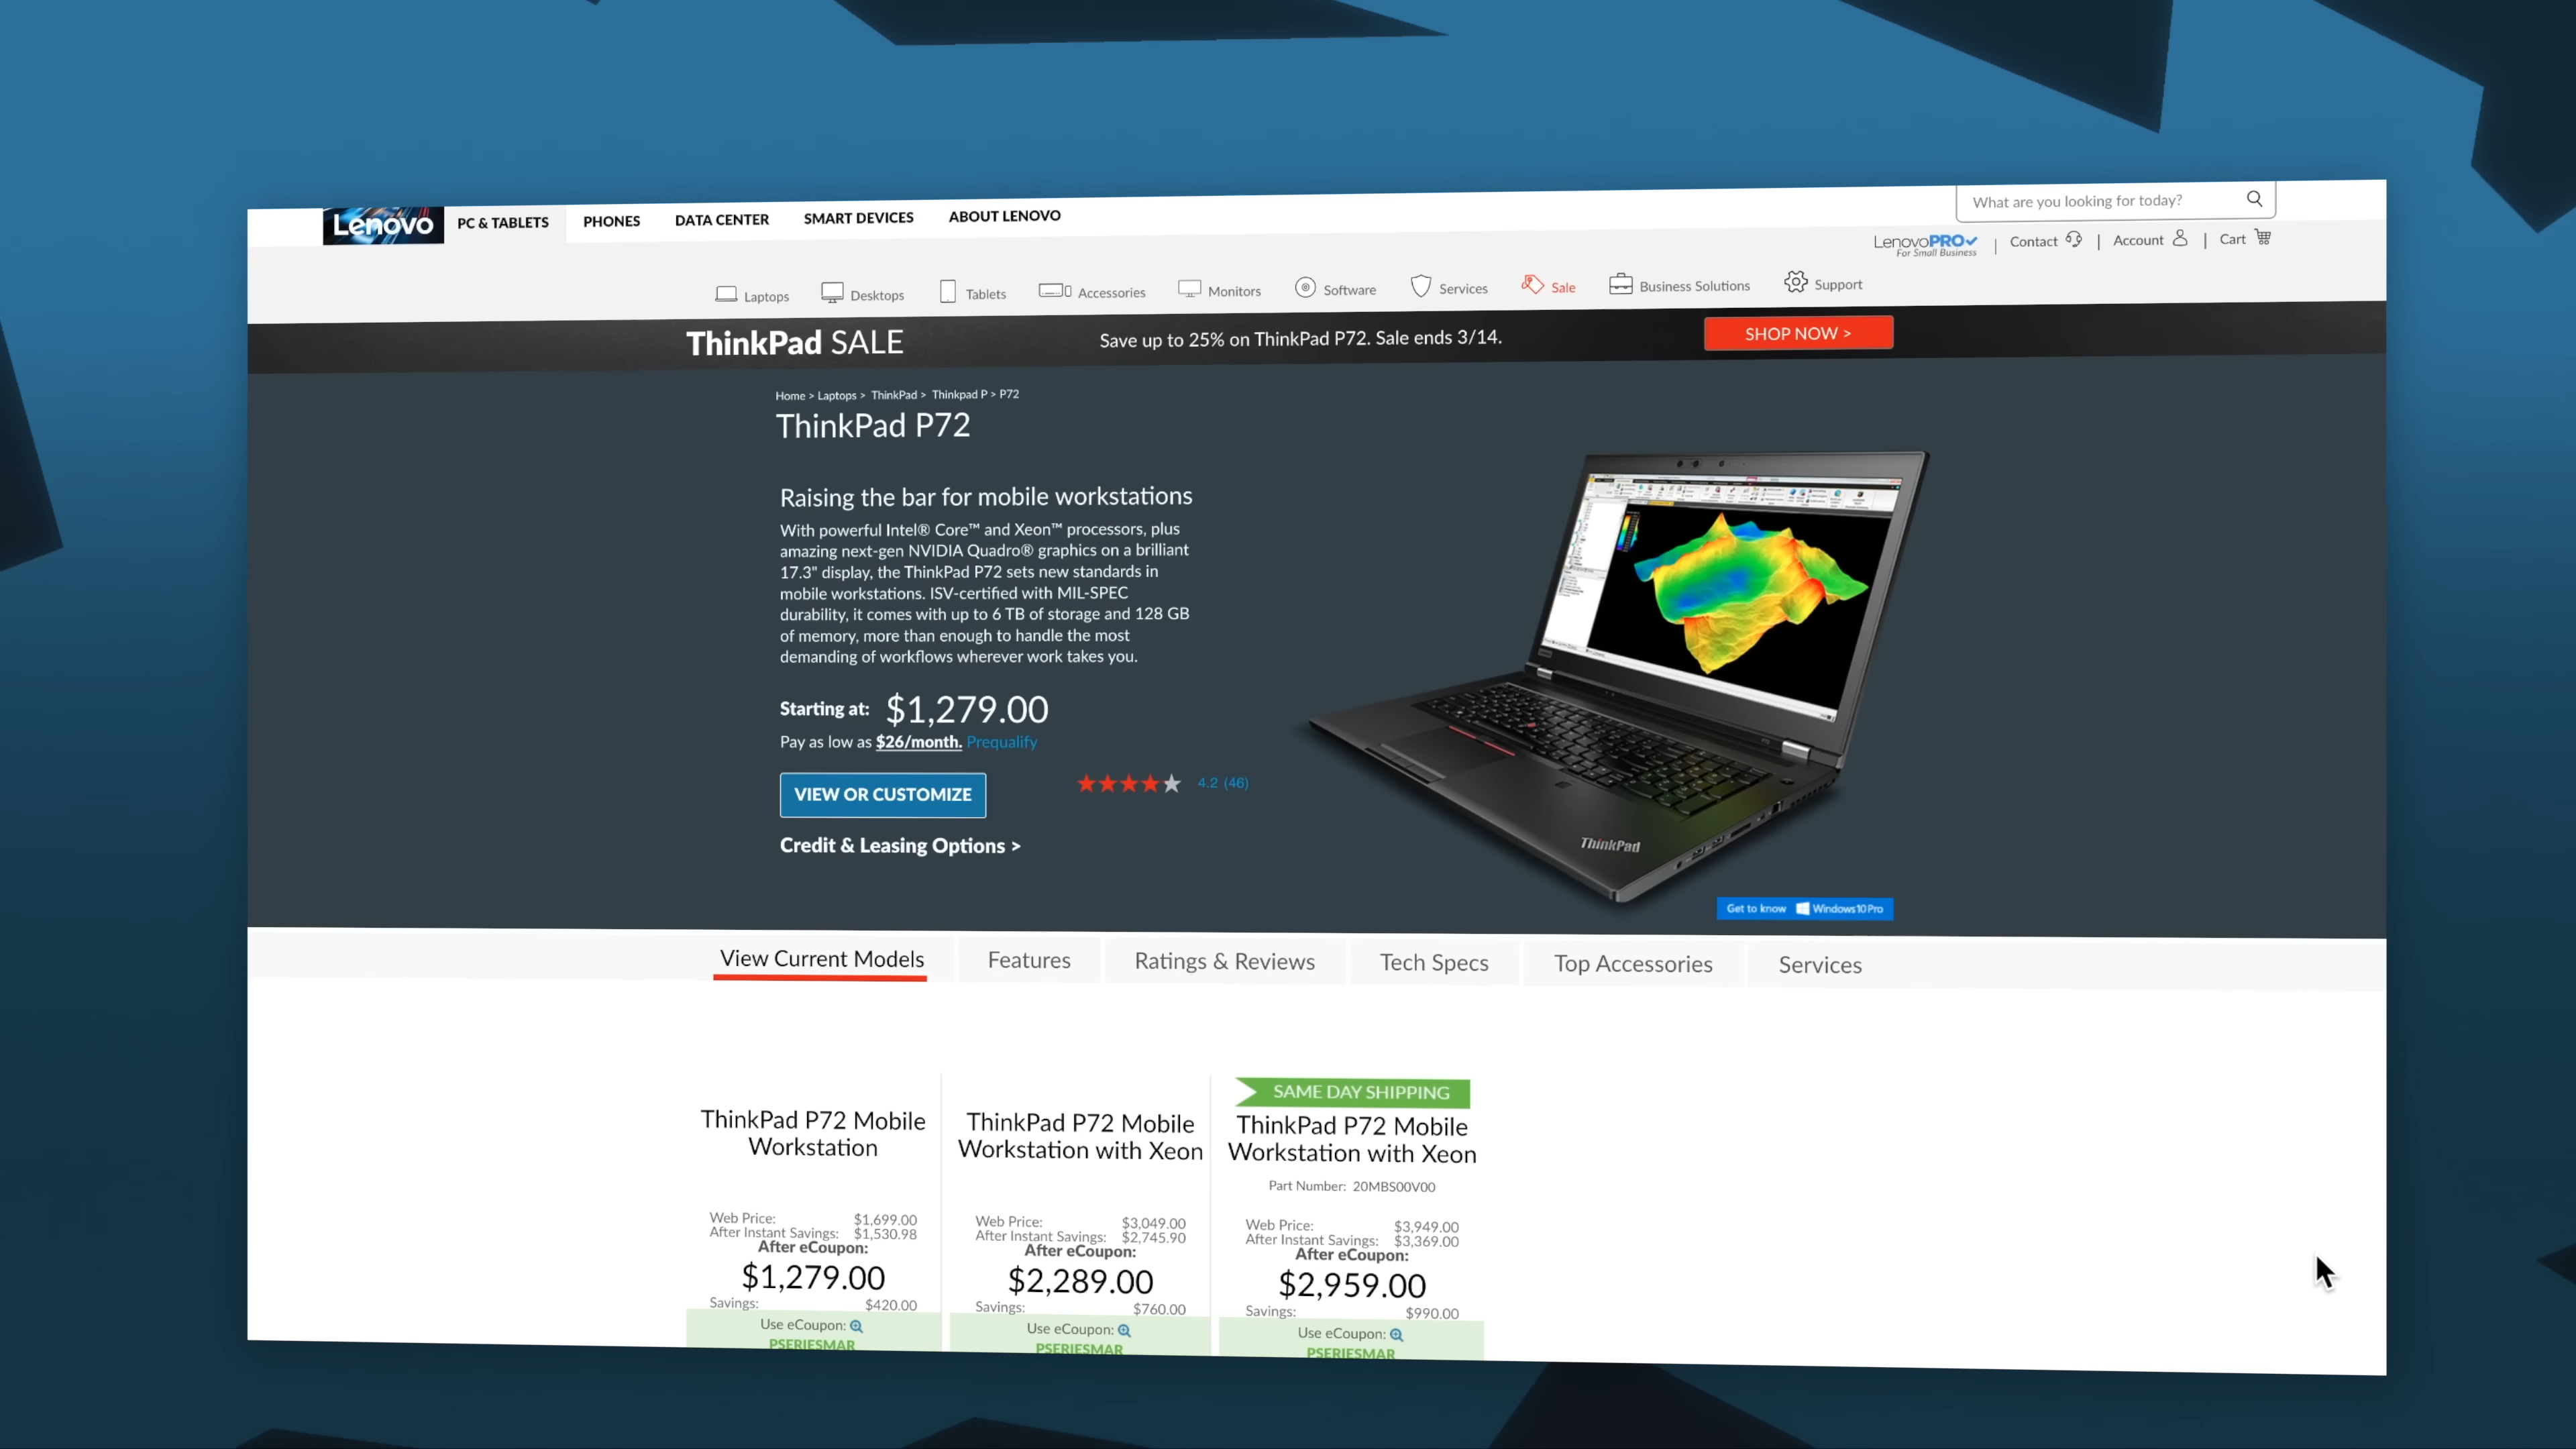 Lenovo
PC & TABLETS
PHONES
DATA CENTER
SMART DEVICES
ABOUT LENOVO
What are you looking for today?
LenovoPRO
For Small Business
Contact
Account
Cart
Laptops
Desktops
Tablets
Accessories
Monitors
Software
Services
Sale
Business Solutions
Support
ThinkPad SALE
Save up to 25% on ThinkPad P72. Sale ends 3/14.
SHOP NOW >
Home > Laptops > ThinkPad > Thinkpad P > P72
ThinkPad P72
Raising the bar for mobile workstations
With powerful Intel® Core™ and Xeon™ processors, plus
amazing next-gen NVIDIA Quadro® graphics on a brilliant
17.3" display, the ThinkPad P72 sets new standards in
mobile workstations. ISV-certified with MIL-SPEC
durability, it comes with up to 6 TB of storage and 128 GB
of memory, more than enough to handle the most
demanding of workflows wherever work takes you.
Starting at: $1,279.00
Pay as low as $26/month. Prequalify
VIEW OR CUSTOMIZE
4.2 (46)
Credit & Leasing Options >
ThinkPad
Get to know Windows 10 Pro
View Current Models
Features
Ratings & Reviews
Tech Specs
Top Accessories
Services
ThinkPad P72 Mobile
Workstation
Web Price: $1,699.00
After Instant Savings: $1,530.98
After eCoupon:
$1,279.00
Savings: $420.00
Use eCoupon:
PSERIESMAR
ThinkPad P72 Mobile
Workstation with Xeon
Web Price: $3,049.00
After Instant Savings: $2,745.90
After eCoupon:
$2,289.00
Savings: $760.00
Use eCoupon:
PSERIESMAR
SAME DAY SHIPPING
ThinkPad P72 Mobile
Workstation with Xeon
Part Number: 20MBS00V00
Web Price: $3,949.00
After Instant Savings: $3,369.00
After eCoupon:
$2,959.00
Savings: $990.00
Use eCoupon:
PSERIESMAR